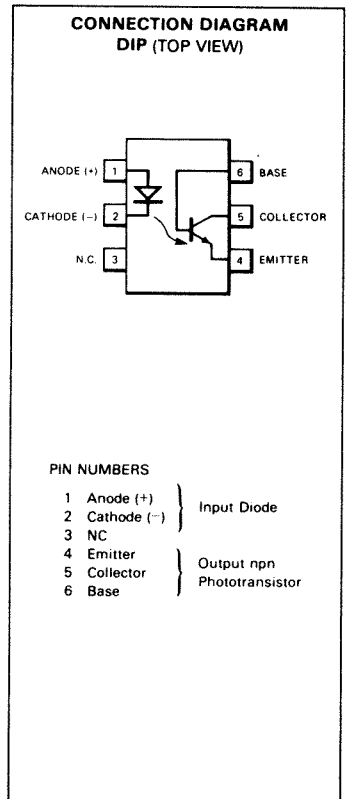 CONNECTION DIAGRAM
DIP (TOP VIEW)
ANODE (+) 1
6 BASE
CATHODE (−) 2
5 COLLECTOR
N.C. 3
4 EMITTER
PIN NUMBERS
1 Anode (+)
2 Cathode (−)
Input Diode
3 NC
4 Emitter
5 Collector
6 Base
Output npn
Phototransistor